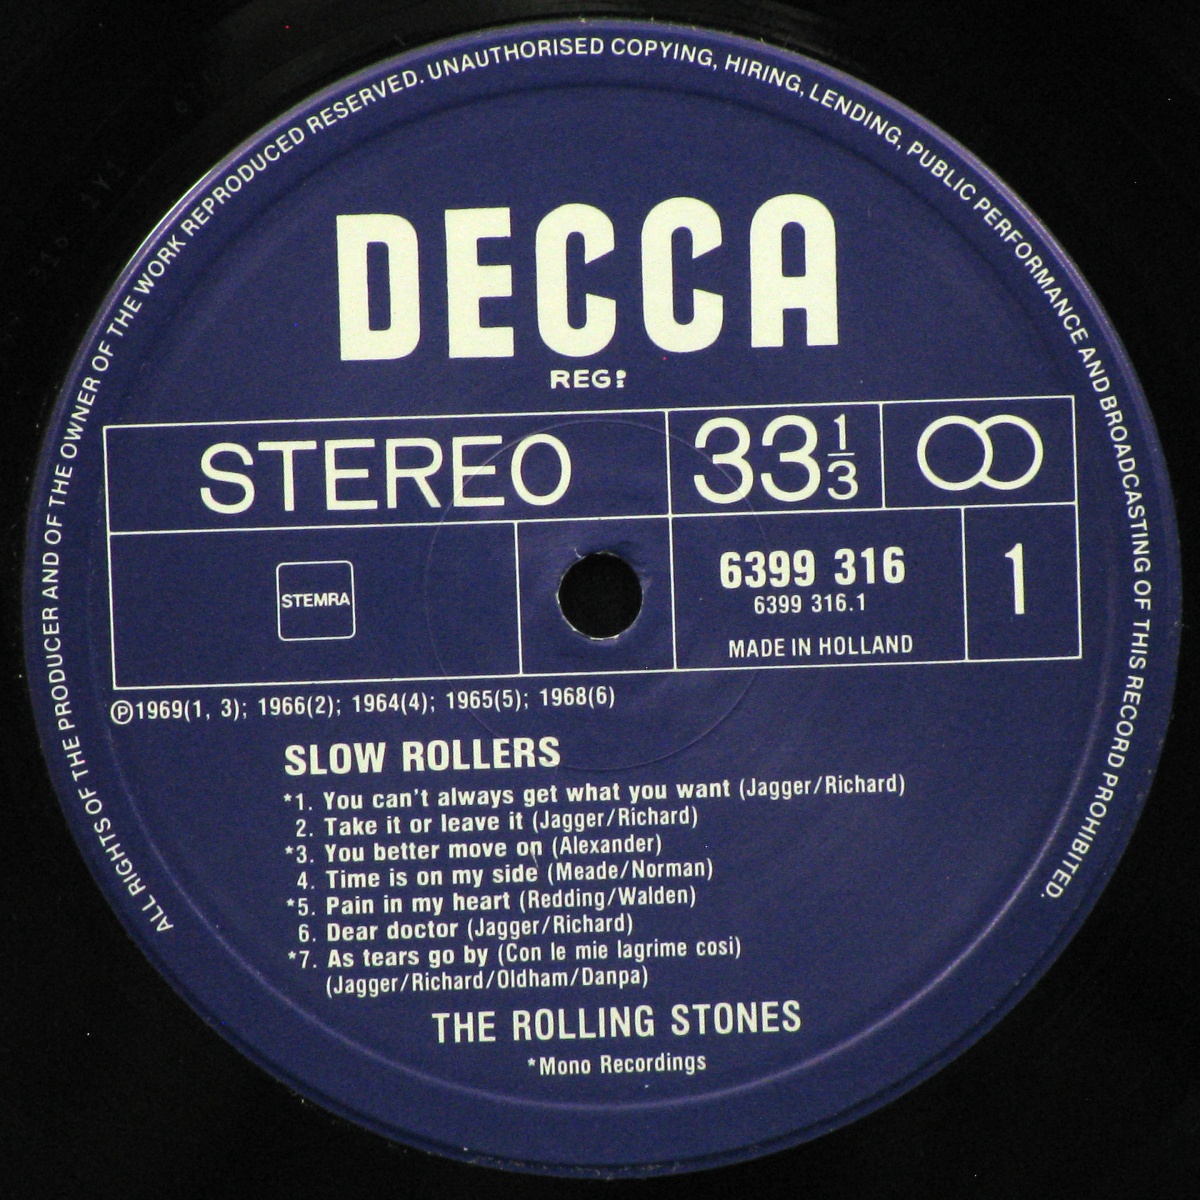 ALL RIGHTS OF THE PRODUCER AND OF THE OWNER OF THE WORK REPRODUCED RESERVED. UNAUTHORISED COPYING, HIRING, LENDING, PUBLIC PERFORMANCE AND BROADCASTING OF THIS RECORD PROHIBITED.
DECCA
REG!
STEREO 33 1/3
STEMRA
6399 316 1
6399 316.1
MADE IN HOLLAND
℗1969(1, 3); 1966(2); 1964(4); 1965(5); 1968(6)
SLOW ROLLERS
*1. You can't always get what you want (Jagger/Richard)
2. Take it or leave it (Jagger/Richard)
*3. You better move on (Alexander)
4. Time is on my side (Meade/Norman)
*5. Pain in my heart (Redding/Walden)
6. Dear doctor (Jagger/Richard)
*7. As tears go by (Con le mie lagrime cosi)
(Jagger/Richard/Oldham/Danpa)
THE ROLLING STONES
*Mono Recordings